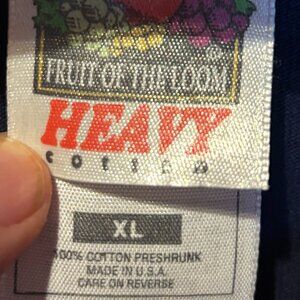 FRUIT OF THE LOOM
HEAVY
cotton
XL
100% COTTON PRESHRUNK
MADE IN U.S.A.
CARE ON REVERSE